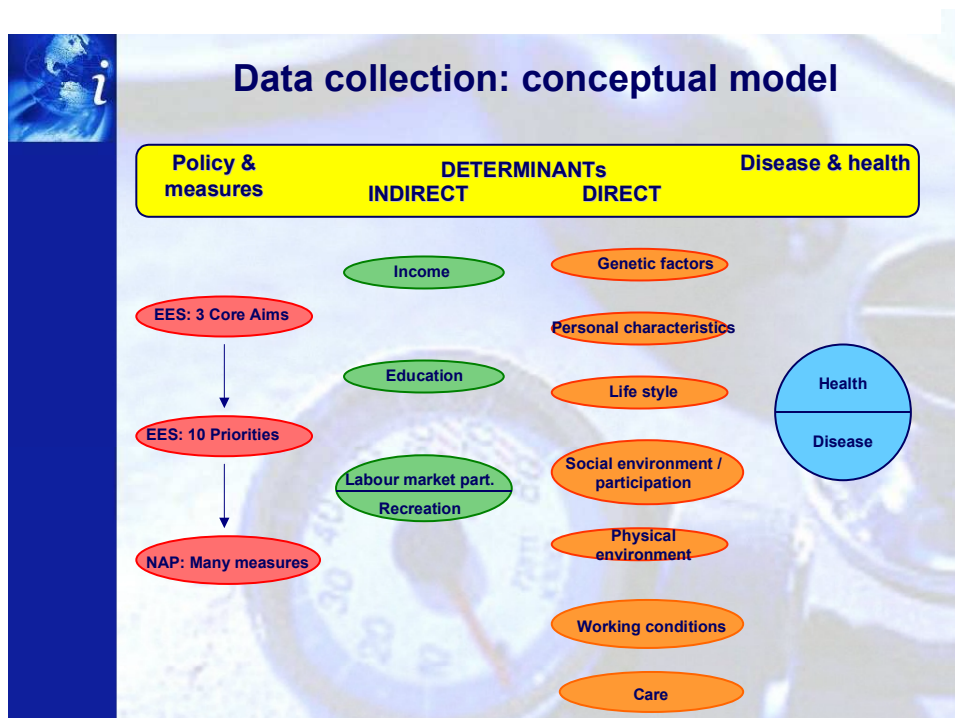 i
Data collection: conceptual model
Policy &
measures
DETERMINANTs
INDIRECT DIRECT
Disease & health
EES: 3 Core Aims
EES: 10 Priorities
NAP: Many measures
Income
Education
Labour market part.
Recreation
Genetic factors
Personal characteristics
Life style
Social environment /
participation
Physical
environment
Working conditions
Care
Health
Disease